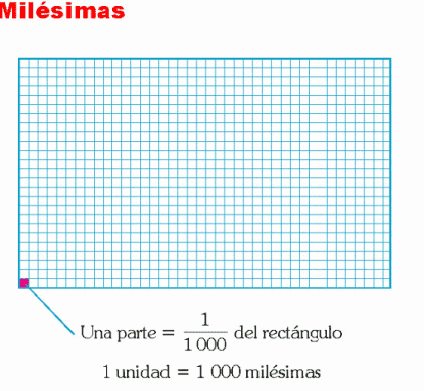 Milésimas
Una parte = 1/1 000 del rectángulo
1 unidad = 1 000 milésimas